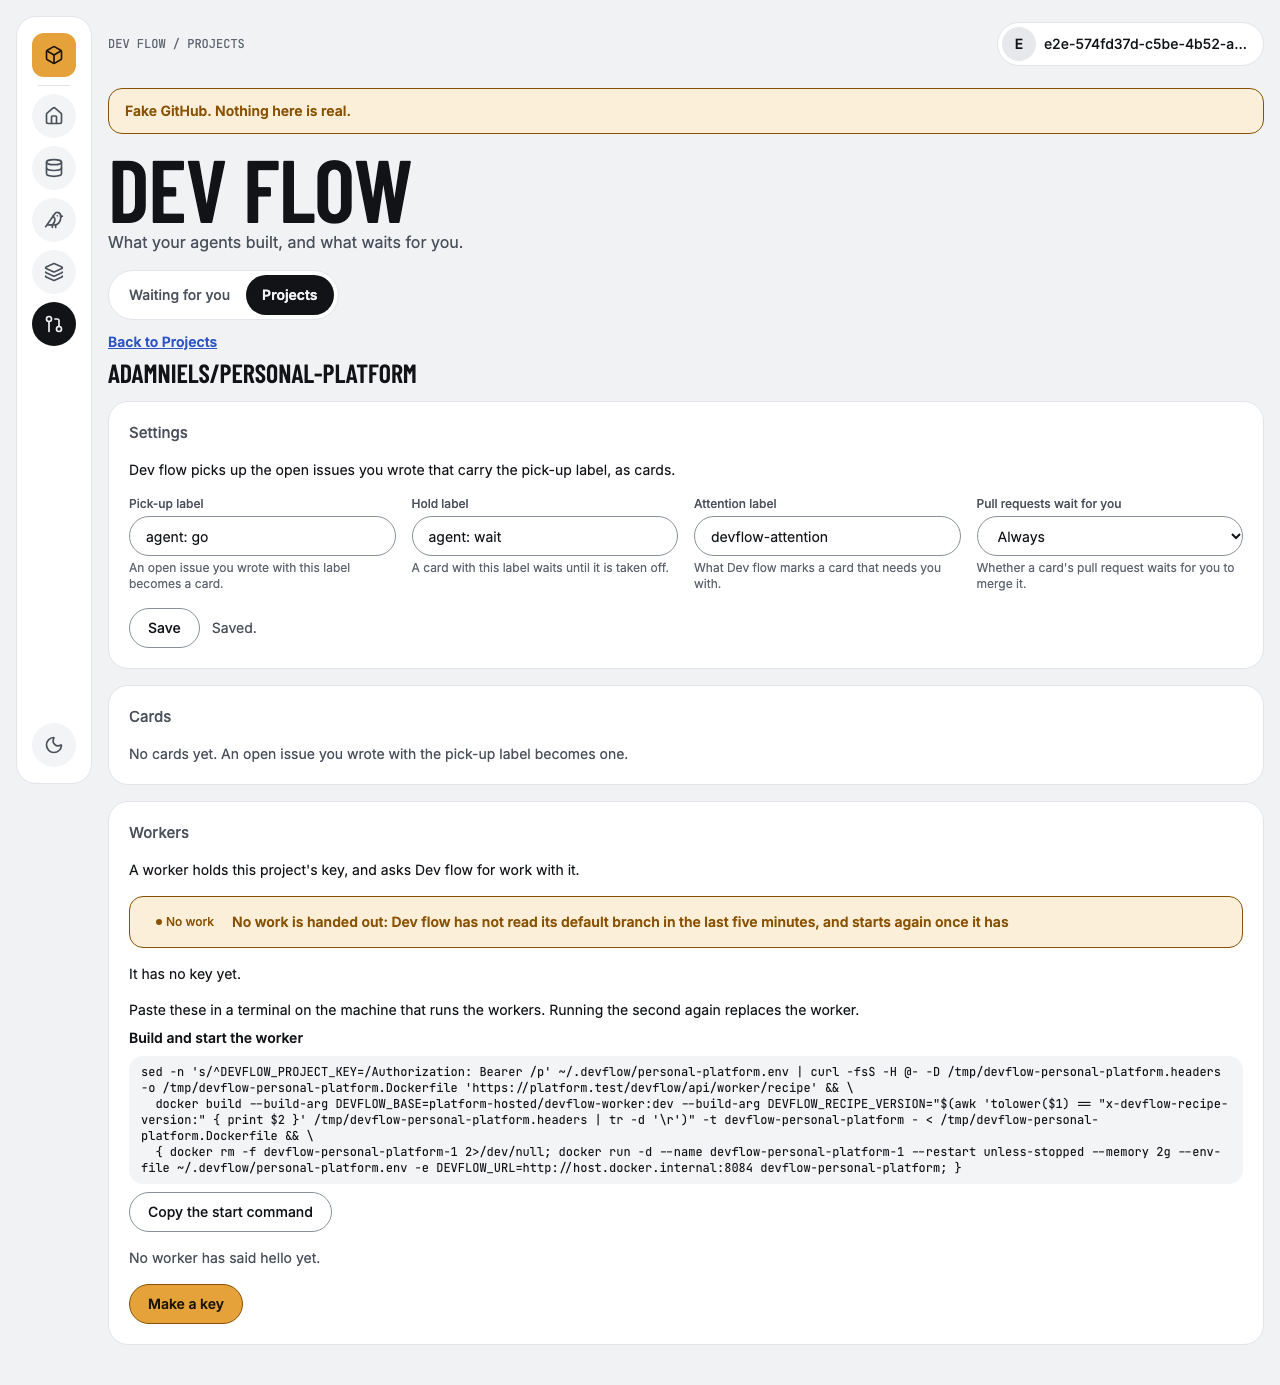 DEV FLOW / PROJECTS
E
e2e-574fd37d-c5be-4b52-a...
Fake GitHub. Nothing here is real.
DEV FLOW
What your agents built, and what waits for you.
Waiting for you
Projects
Back to Projects
ADAMNIELS/PERSONAL-PLATFORM
Settings
Dev flow picks up the open issues you wrote that carry the pick-up label, as cards.
Pick-up label
agent: go
An open issue you wrote with this label
becomes a card.
Hold label
agent: wait
A card with this label waits until it is taken off.
Attention label
devflow-attention
What Dev flow marks a card that needs you
with.
Pull requests wait for you
Always
Whether a card's pull request waits for you to
merge it.
Save
Saved.
Cards
No cards yet. An open issue you wrote with the pick-up label becomes one.
Workers
A worker holds this project's key, and asks Dev flow for work with it.
No work
No work is handed out: Dev flow has not read its default branch in the last five minutes, and starts again once it has
It has no key yet.
Paste these in a terminal on the machine that runs the workers. Running the second again replaces the worker.
Build and start the worker
sed -n 's/^DEVFLOW_PROJECT_KEY=/Authorization: Bearer /p' ~/.devflow/personal-platform.env | curl -fsS -H @- -D /tmp/devflow-personal-platform.headers
-o /tmp/devflow-personal-platform.Dockerfile 'https://platform.test/devflow/api/worker/recipe' && \
docker build --build-arg DEVFLOW_BASE=platform-hosted/devflow-worker:dev --build-arg DEVFLOW_RECIPE_VERSION="$(awk 'tolower($1) == "x-devflow-recipe-
version:" { print $2 }' /tmp/devflow-personal-platform.headers | tr -d '\r')" -t devflow-personal-platform - < /tmp/devflow-personal-
platform.Dockerfile && \
{ docker rm -f devflow-personal-platform-1 2>/dev/null; docker run -d --name devflow-personal-platform-1 --restart unless-stopped --memory 2g --env-
file ~/.devflow/personal-platform.env -e DEVFLOW_URL=http://host.docker.internal:8084 devflow-personal-platform; }
Copy the start command
No worker has said hello yet.
Make a key